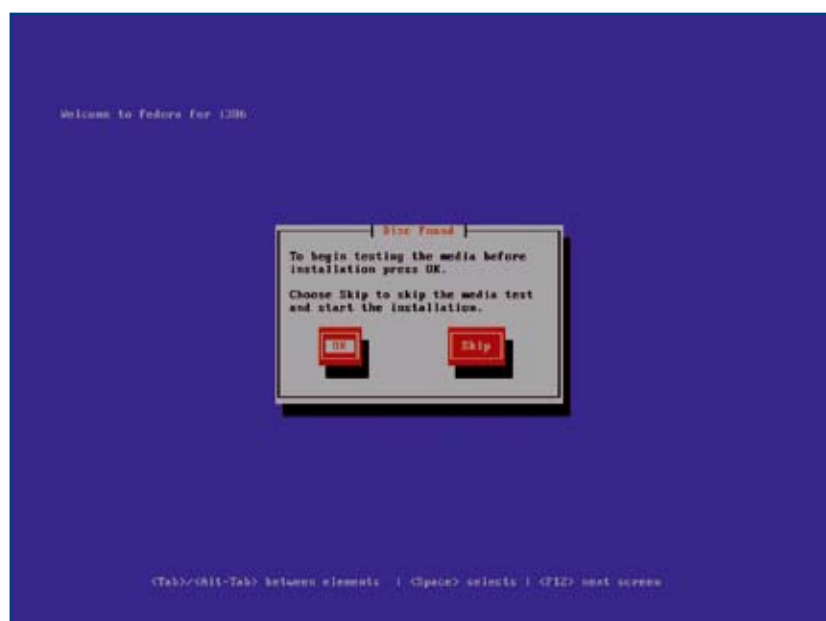 Welcome to Fedora for i386
Disc Found
To begin testing the media before
installation press OK.
Choose Skip to skip the media test
and start the installation.
OK Skip
<Tab>/<Alt-Tab> between elements | <Space> selects | <F12> next screen